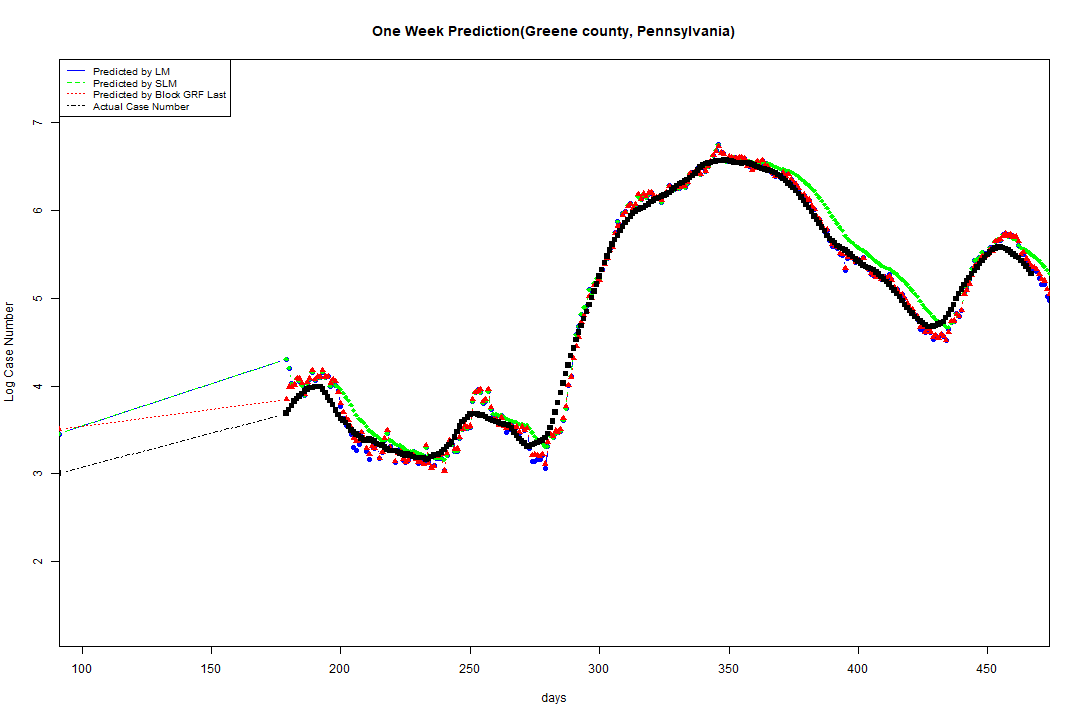 One Week Prediction(Greene county, Pennsylvania)
Predicted by LM
Predicted by SLM
Predicted by Block GRF Last
Actual Case Number
Log Case Number
7
6
5
4
3
2
100 150 200 250 300 350 400 450
days